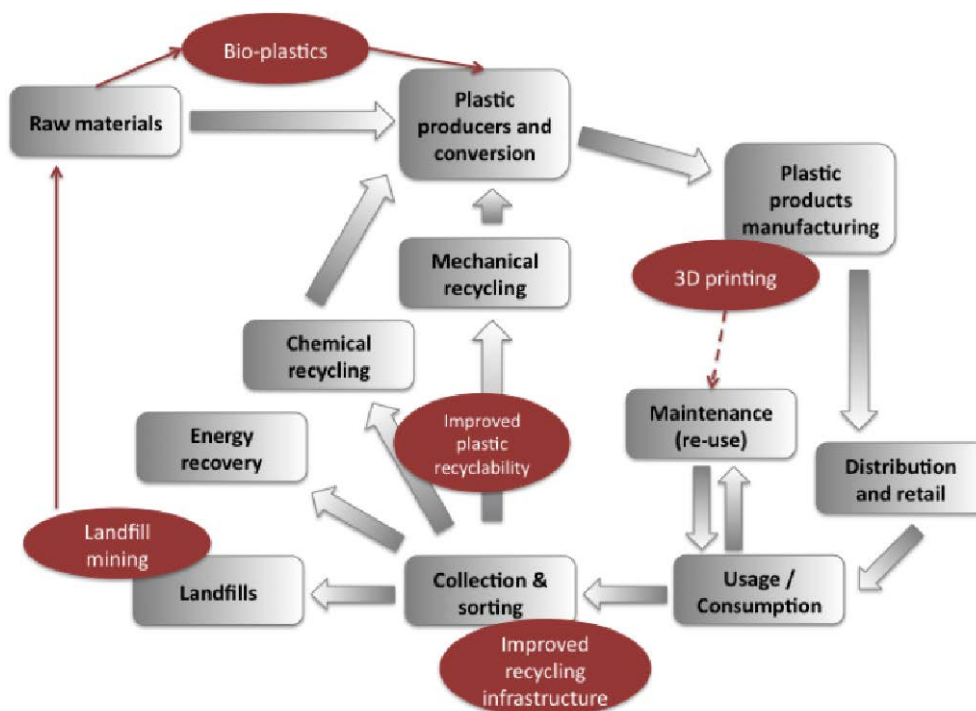 Bio-plastics
Raw materials
Plastic
producers and
conversion
Plastic
products
manufacturing
Mechanical
recycling
3D printing
Chemical
recycling
Improved
plastic
recyclability
Maintenance
(re-use)
Energy
recovery
Distribution
and retail
Landfill
mining
Landfills
Collection &
sorting
Usage /
Consumption
Improved
recycling
infrastructure